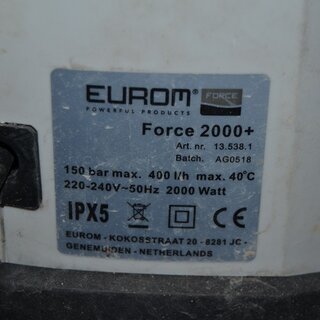 EUROM® FORCE
POWERFUL PRODUCTS
Force 2000+
Art. nr. 13.538.1
Batch. AG0518
150 bar max. 400 l/h max. 40°C
220-240V~50Hz 2000 Watt
IPX5 CE
EUROM - KOKOSSTRAAT 20 - 8281 JC -
GENEMUIDEN - NETHERLANDS